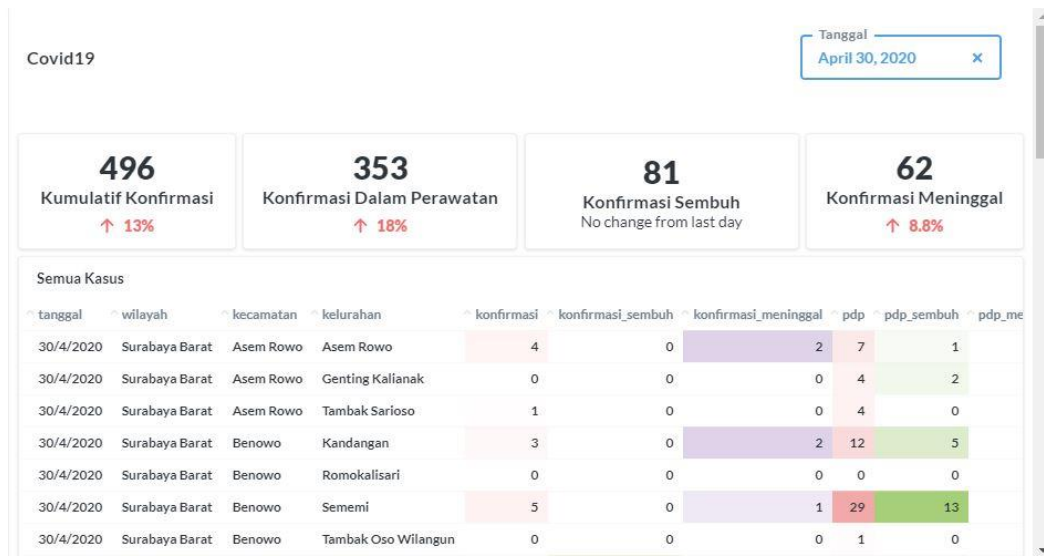 Tanggal
Covid19
April 30, 2020 ×
496 353 81 62
Kumulatif Konfirmasi Konfirmasi Dalam Perawatan Konfirmasi Sembuh Konfirmasi Meninggal
↑ 13% ↑ 18% No change from last day ↑ 8.8%
Semua Kasus
tanggal wilayah kecamatan kelurahan konfirmasi konfirmasi_sembuh konfirmasi_meninggal pdp pdp_sembuh pdp_me
30/4/2020 Surabaya Barat Asem Rowo Asem Rowo 4 0 2 7 1
30/4/2020 Surabaya Barat Asem Rowo Genting Kalianak 0 0 0 4 2
30/4/2020 Surabaya Barat Asem Rowo Tambak Sarioso 1 0 0 4 0
30/4/2020 Surabaya Barat Benowo Kandangan 3 0 2 12 5
30/4/2020 Surabaya Barat Benowo Romokalisari 0 0 0 0 0
30/4/2020 Surabaya Barat Benowo Sememi 5 0 1 29 13
30/4/2020 Surabaya Barat Benowo Tambak Oso Wilangun 0 0 0 1 0